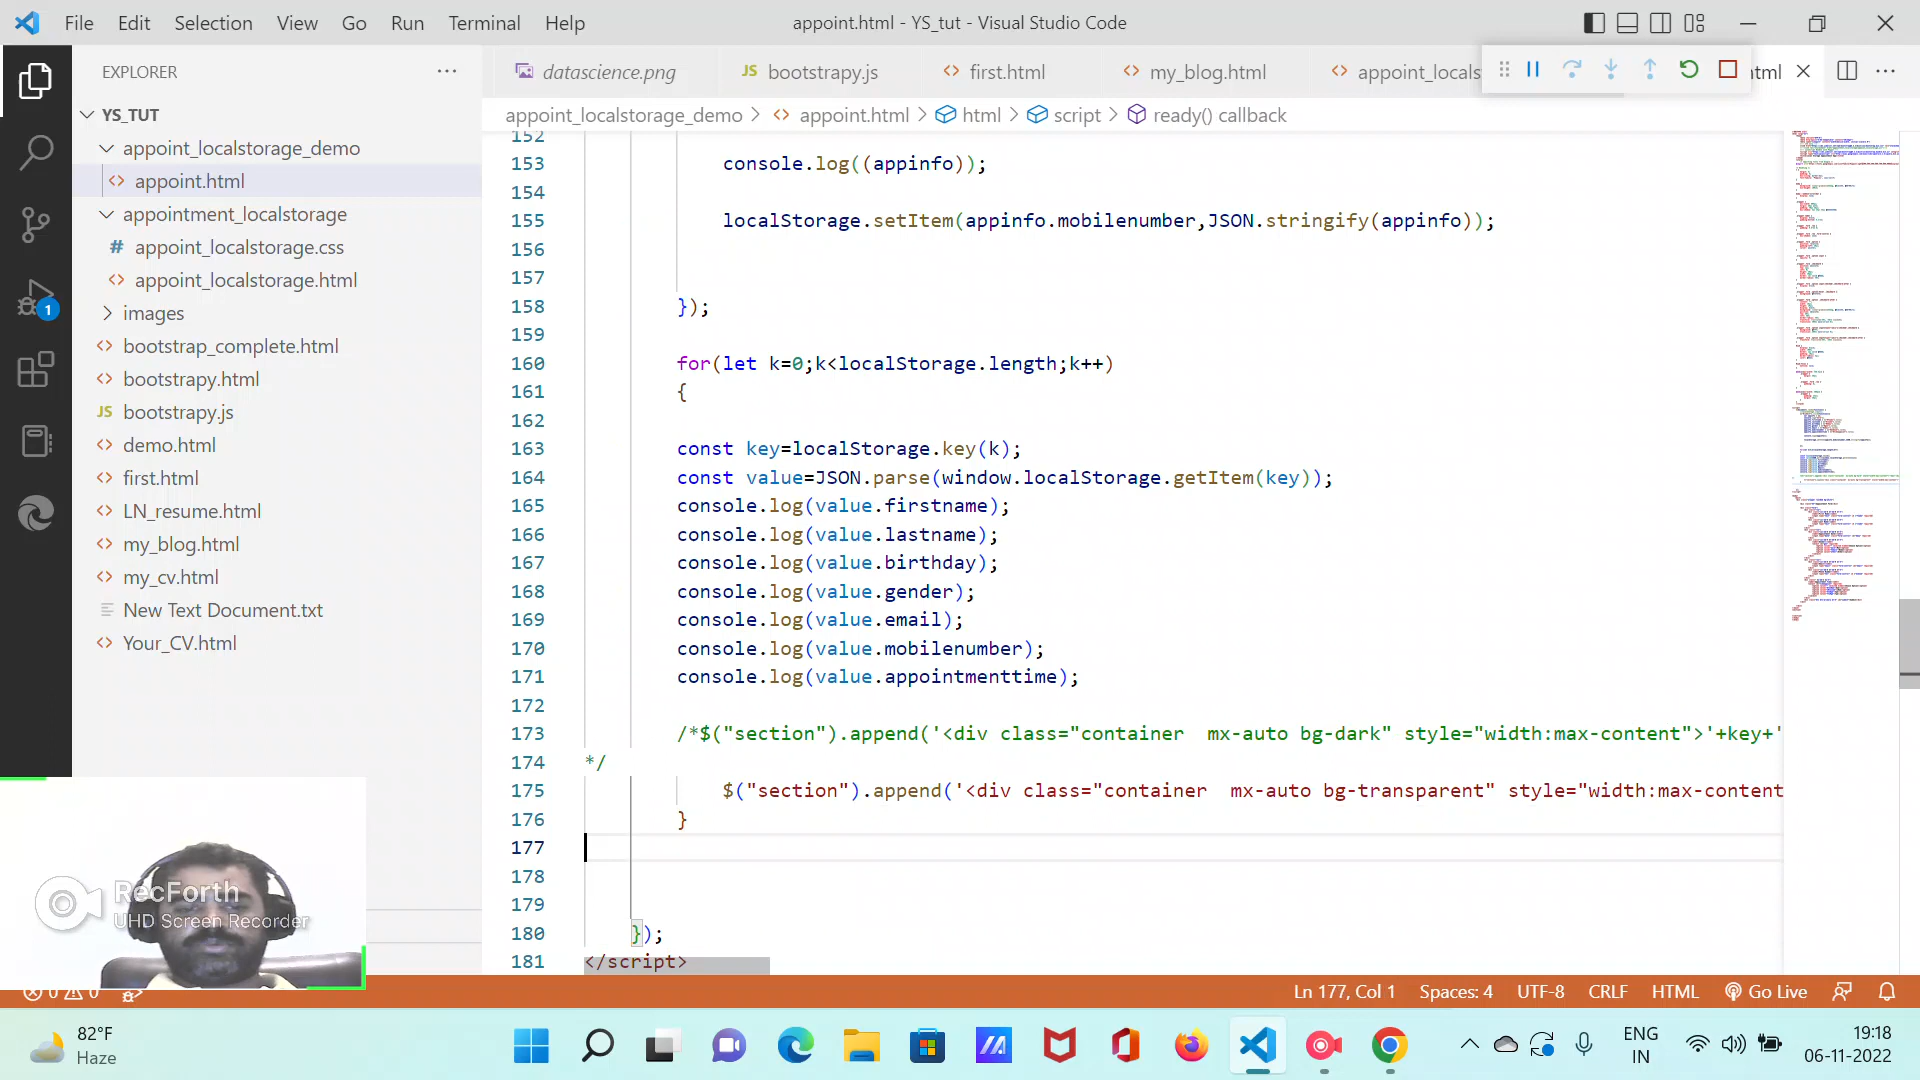 File Edit Selection View Go Run Terminal Help
appoint.html - YS_tut - Visual Studio Code
EXPLORER
datascience.png
JS bootstrapy.js
first.html
my_blog.html
appoint_locals
html
YS_TUT
appoint_localstorage_demo > appoint.html > html > script > ready() callback
appoint_localstorage_demo
appoint.html
appointment_localstorage
# appoint_localstorage.css
appoint_localstorage.html
images
bootstrap_complete.html
bootstrapy.html
JS bootstrapy.js
demo.html
first.html
LN_resume.html
my_blog.html
my_cv.html
New Text Document.txt
Your_CV.html
1
152
153 console.log((appinfo));
154
155 localStorage.setItem(appinfo.mobilenumber,JSON.stringify(appinfo));
156
157
158 });
159
160 for(let k=0;k<localStorage.length;k++)
161 {
162
163 const key=localStorage.key(k);
164 const value=JSON.parse(window.localStorage.getItem(key));
165 console.log(value.firstname);
166 console.log(value.lastname);
167 console.log(value.birthday);
168 console.log(value.gender);
169 console.log(value.email);
170 console.log(value.mobilenumber);
171 console.log(value.appointmenttime);
172
173 /*$("section").append('<div class="container  mx-auto bg-dark" style="width:max-content">'+key+'
174 */
175 $("section").append('<div class="container  mx-auto bg-transparent" style="width:max-content
176 }
177
178
179
180 });
181 </script>
RecForth
UHD Screen Recorder
0 0
Ln 177, Col 1 Spaces: 4 UTF-8 CRLF HTML Go Live
82°F
Haze
ENG
IN
19:18
06-11-2022